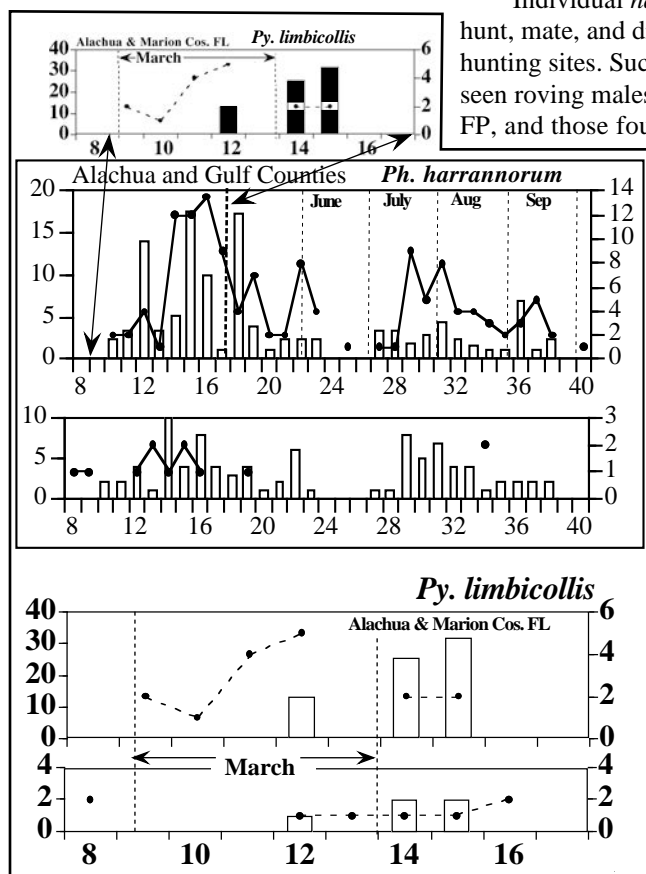 Individual
hunt, mate, and d
hunting sites. Suc
seen roving males
FP, and those fou
Alachua & Marion Cos. FL Py. limbicollis
March
40 30 20 10 0
6 4 2 0
8 10 12 14 16
Alachua and Gulf Counties Ph. harrannorum
June July Aug Sep
20 15 10 5 0
14 12 10 8 6 4 2 0
8 12 16 20 24 28 32 36 40
10 5 0
3 2 1 0
8 12 16 20 24 28 32 36 40
Py. limbicollis
Alachua & Marion Cos. FL
40 30 20 10 0
6 4 2 0
March
4 2 0
4 2 0
8 10 12 14 16